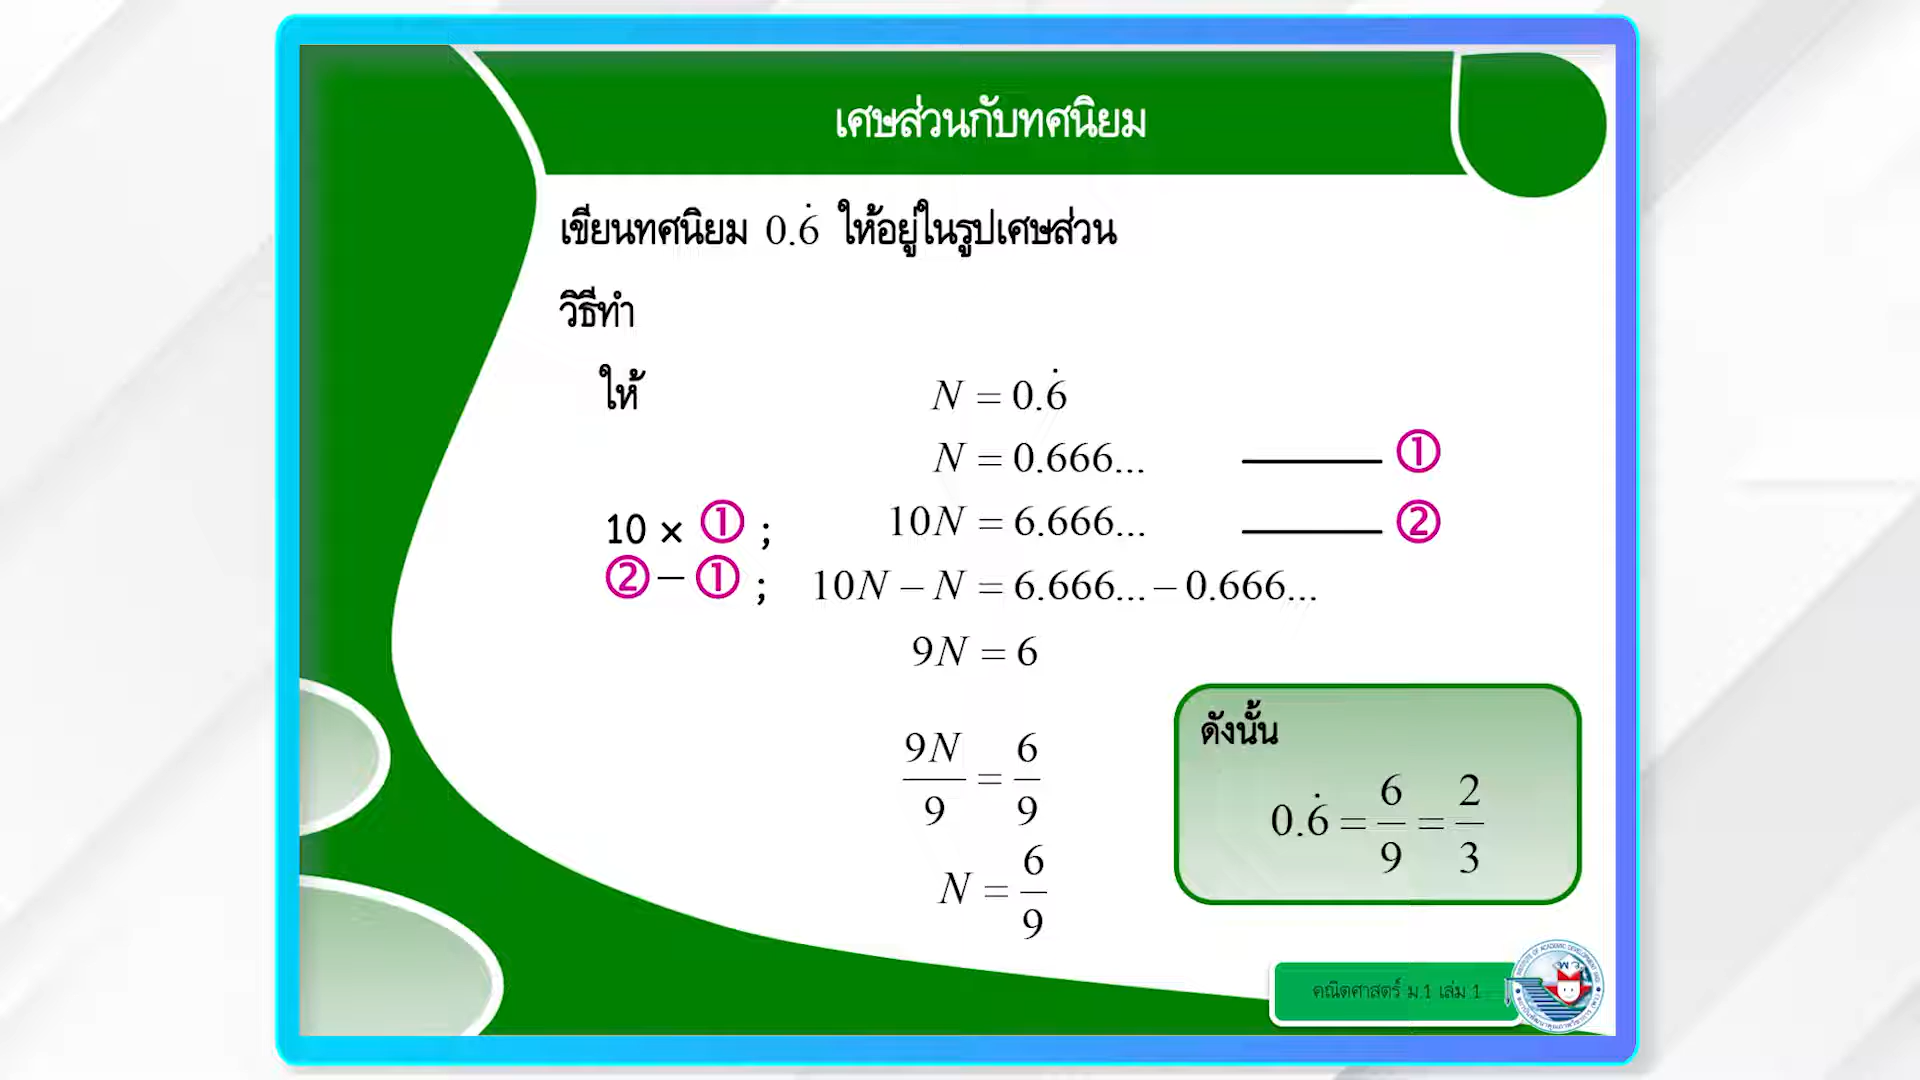 เศษส่วนกับทศนิยม
เขียนทศนิยม 0.6̇ ให้อยู่ในรูปเศษส่วน
วิธีทำ
ให้ N = 0.6̇
N = 0.666... ①
10 × ① ; 10N = 6.666... ②
② – ① ; 10N – N = 6.666... – 0.666...
9N = 6
9N/9 = 6/9
N = 6/9
ดังนั้น
0.6̇ = 6/9 = 2/3
คณิตศาสตร์ ม.1 เล่ม 1
พว.